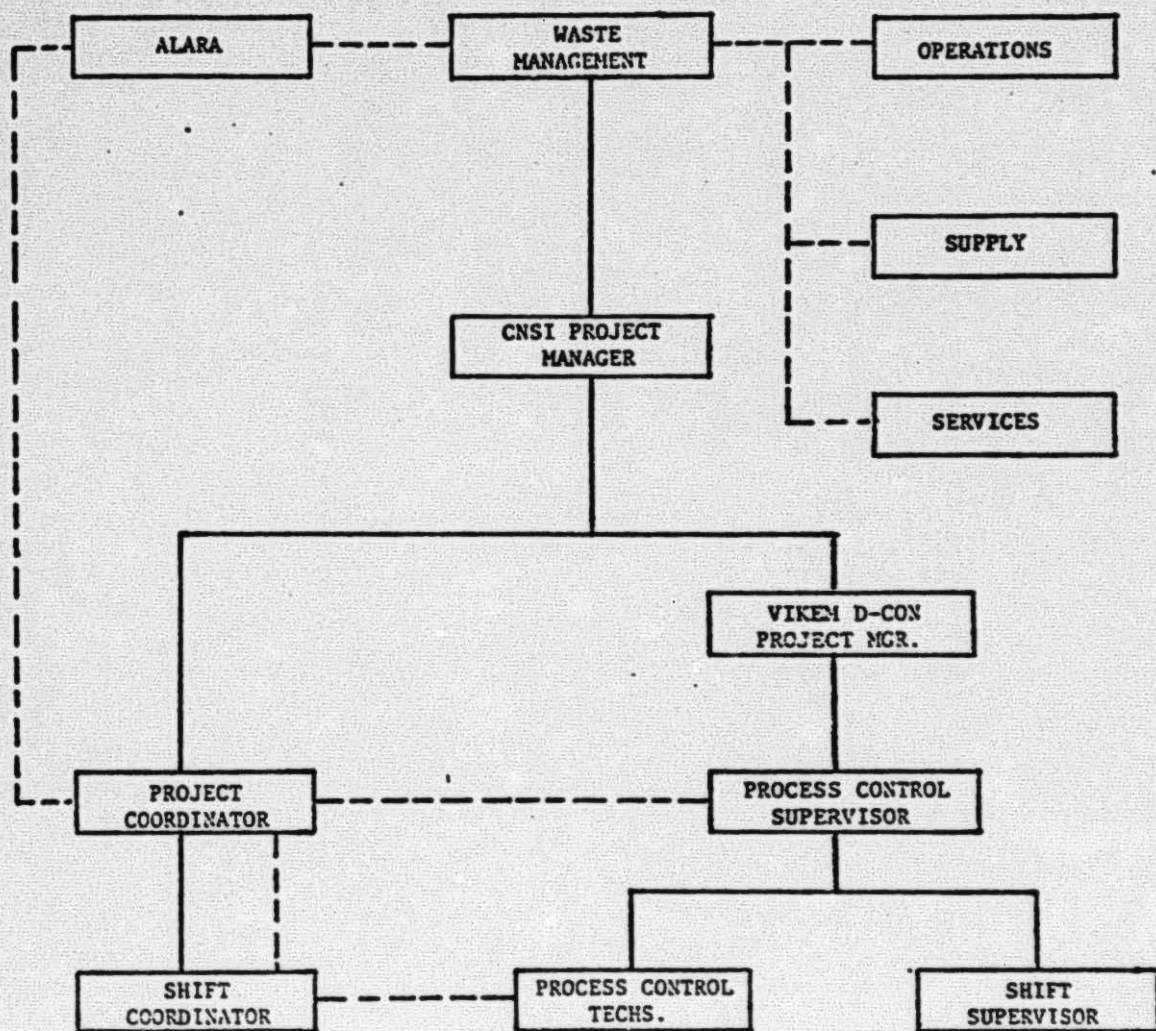 ALARA
WASTE
MANAGEMENT
OPERATIONS
SUPPLY
CNSI PROJECT
MANAGER
SERVICES
VIKEM D-CON
PROJECT MGR.
PROJECT
COORDINATOR
PROCESS CONTROL
SUPERVISOR
SHIFT
COORDINATOR
PROCESS CONTROL
TECHS.
SHIFT
SUPERVISOR